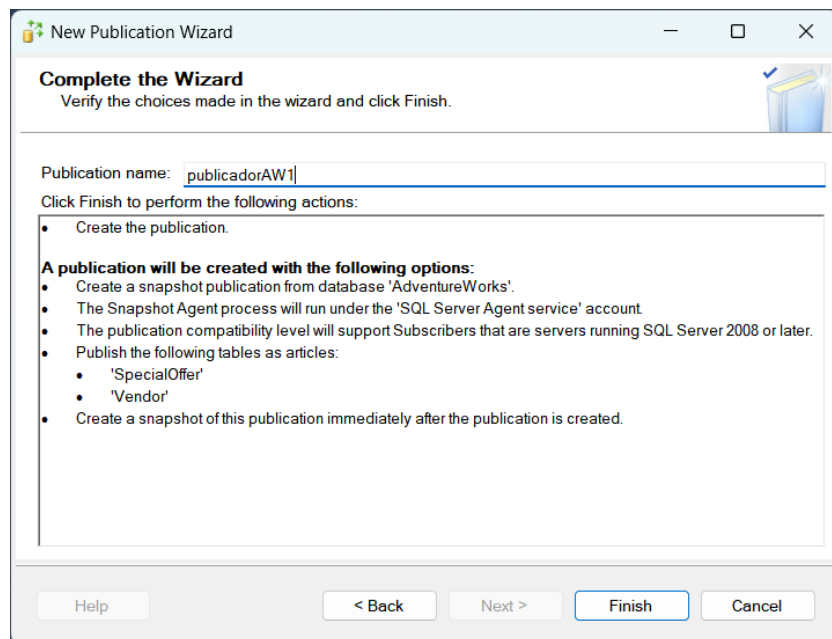 New Publication Wizard
Complete the Wizard
Verify the choices made in the wizard and click Finish.
Publication name: publicadorAW1
Click Finish to perform the following actions:
• Create the publication.
A publication will be created with the following options:
• Create a snapshot publication from database 'AdventureWorks'.
• The Snapshot Agent process will run under the 'SQL Server Agent service' account.
• The publication compatibility level will support Subscribers that are servers running SQL Server 2008 or later.
• Publish the following tables as articles:
• 'SpecialOffer'
• 'Vendor'
• Create a snapshot of this publication immediately after the publication is created.
Help < Back Next > Finish Cancel